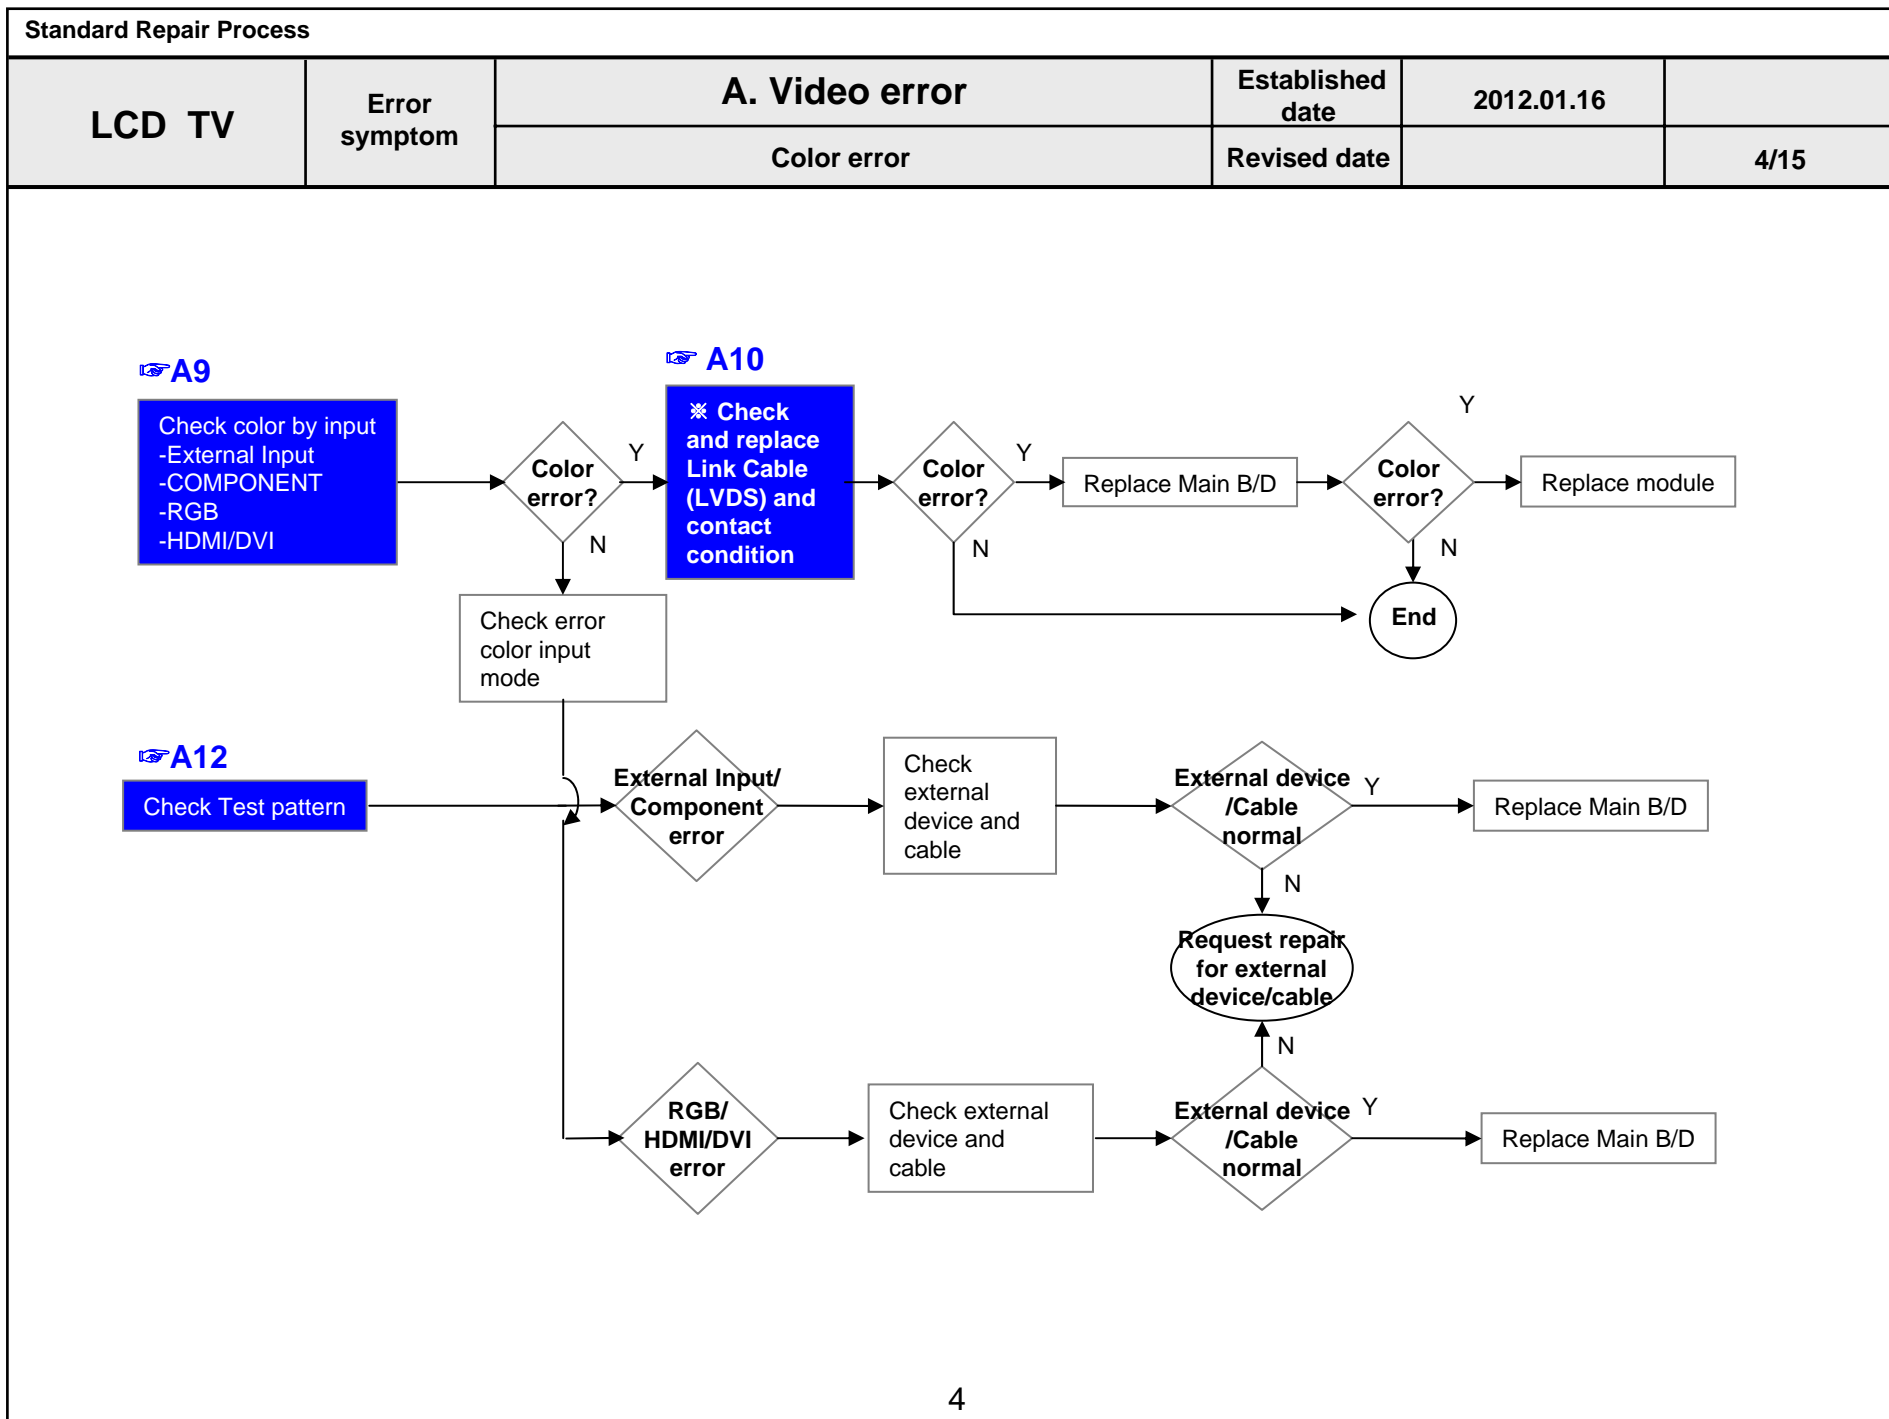 Standard Repair Process
LCD TV
Error
symptom
A. Video error
Color error
Established
date
2012.01.16
Revised date
4/15
☞A9
Check color by input
-External Input
-COMPONENT
-RGB
-HDMI/DVI
Color
error?
Y
N
☞ A10
※ Check
and replace
Link Cable
(LVDS) and
contact
condition
Color
error?
Y
N
Replace Main B/D
Color
error?
Y
N
Replace module
End
Check error
color input
mode
☞A12
Check Test pattern
External Input/
Component
error
Check
external
device and
cable
External device
/Cable
normal
Y
N
Replace Main B/D
Request repair
for external
device/cable
N
RGB/
HDMI/DVI
error
Check external
device and
cable
External device
/Cable
normal
Y
Replace Main B/D
4